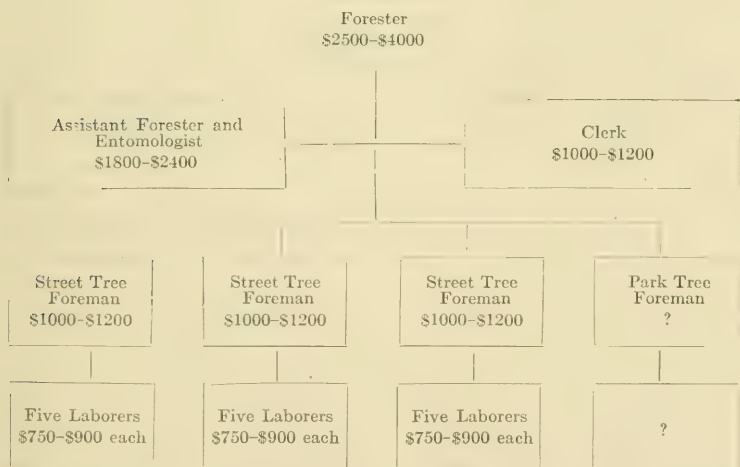 Forester
$2500–$4000
Assistant Forester and
Entomologist
$1800–$2400
Clerk
$1000–$1200
Street Tree
Foreman
$1000–$1200
Street Tree
Foreman
$1000–$1200
Street Tree
Foreman
$1000–$1200
Park Tree
Foreman
?
Five Laborers
$750–$900 each
Five Laborers
$750–$900 each
Five Laborers
$750–$900 each
?